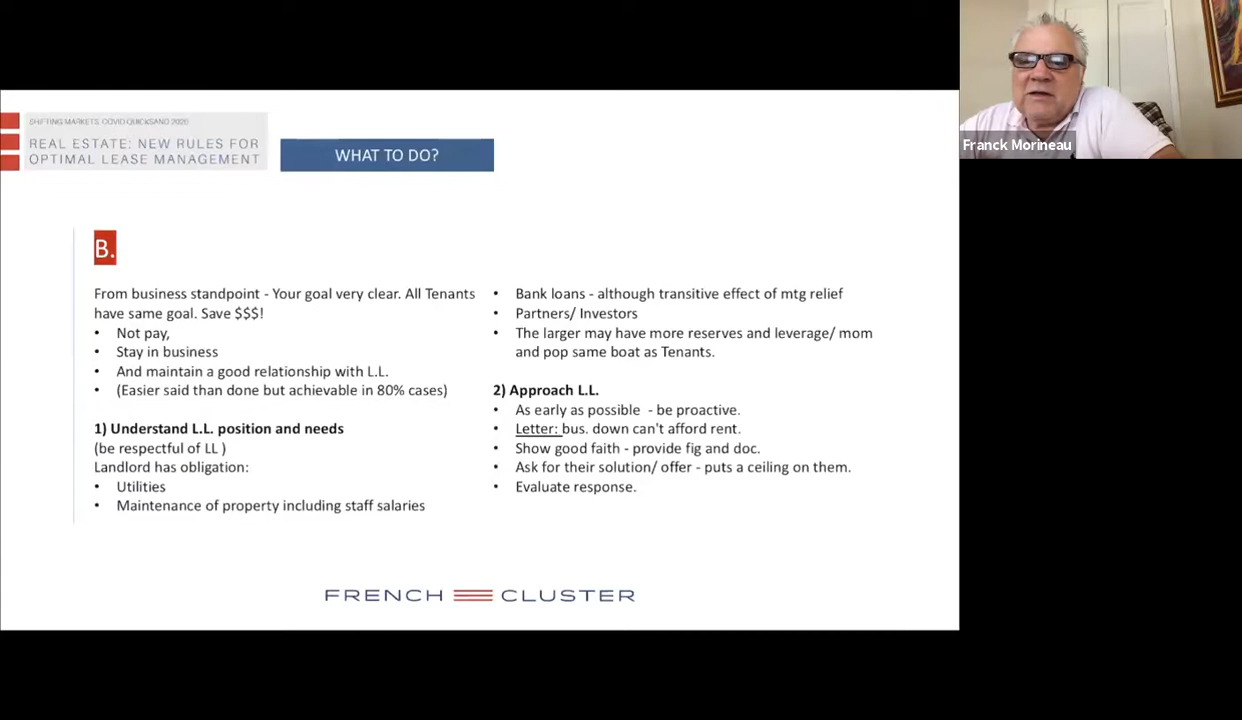 SHIFTING MARKETS, COVID QUICKSAND 2020
REAL ESTATE: NEW RULES FOR
OPTIMAL LEASE MANAGEMENT
WHAT TO DO?
B.
From business standpoint - Your goal very clear. All Tenants
have same goal. Save $$$!
• Not pay,
• Stay in business
• And maintain a good relationship with L.L.
• (Easier said than done but achievable in 80% cases)
1) Understand L.L. position and needs
(be respectful of LL )
Landlord has obligation:
• Utilities
• Maintenance of property including staff salaries
• Bank loans - although transitive effect of mtg relief
• Partners/ Investors
• The larger may have more reserves and leverage/ mom
and pop same boat as Tenants.
2) Approach L.L.
• As early as possible - be proactive.
• Letter: bus. down can't afford rent.
• Show good faith - provide fig and doc.
• Ask for their solution/ offer - puts a ceiling on them.
• Evaluate response.
FRENCH CLUSTER
Franck Morineau